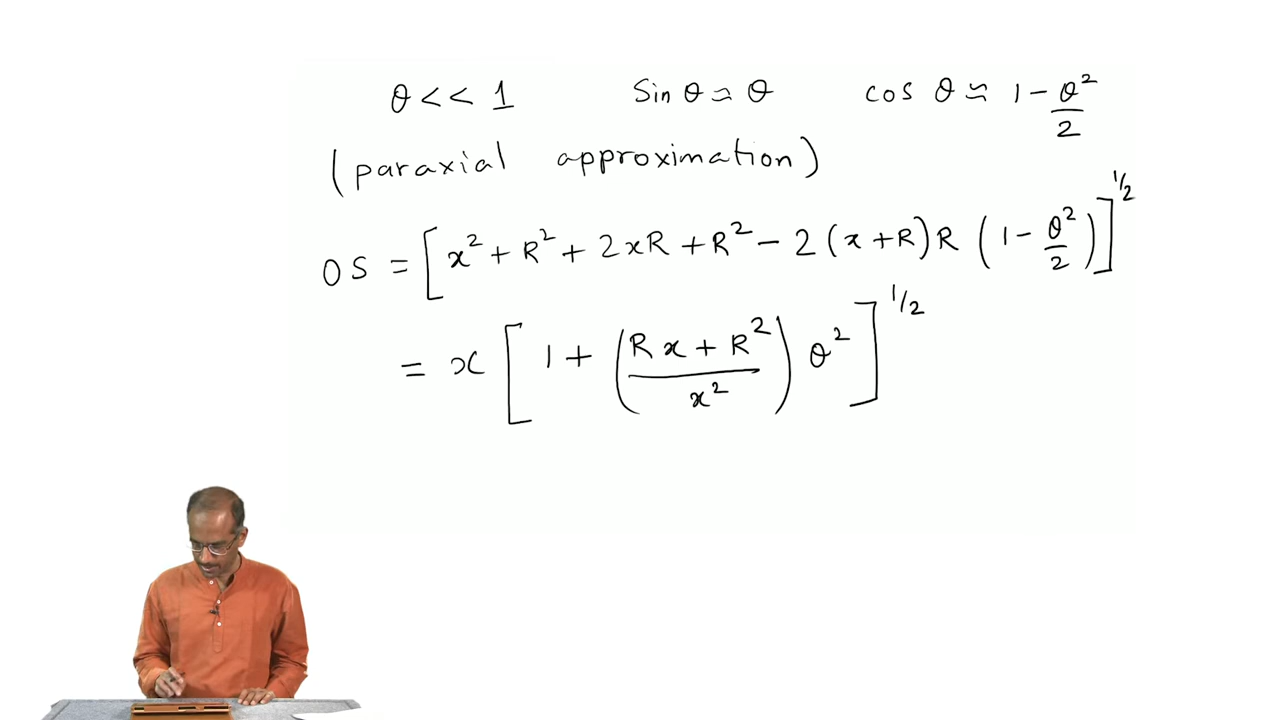 θ << 1 Sin θ ≈ θ cos θ ≈ 1 - θ²/2
(paraxial approximation)
OS = [x² + R² + 2xR + R² - 2(x+R)R (1 - θ²/2)]^1/2
= x [1 + ((Rx + R²)/x²) θ²]^1/2